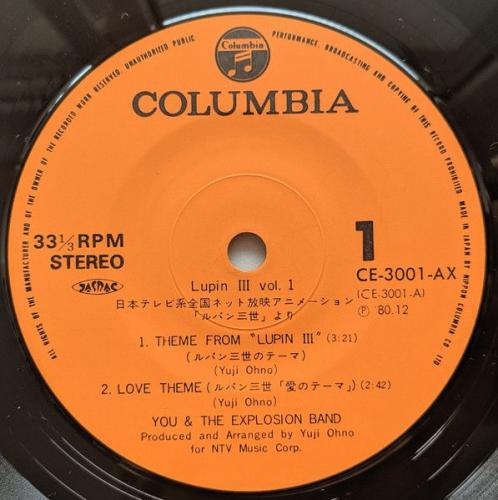 ALL RIGHTS OF THE MANUFACTURER AND OF THE OWNER OF THE RECORDED WORK RESERVED. UNAUTHORIZED PUBLIC PERFORMANCE, BROADCASTING AND COPYING OF THIS RECORD PROHIBITED. MADE IN JAPAN BY NIPPON COLUMBIA CO. LTD
Columbia
COLUMBIA
33 1/3 RPM
STEREO
JASRAC
1
CE-3001-AX
(CE-3001-A)
Ⓟ '80.12
Lupin III vol. 1
日本テレビ系全国ネット放映アニメーション
「ルパン三世」より
1. THEME FROM "LUPIN III" (3:21)
(ルパン三世のテーマ)
(Yuji Ohno)
2. LOVE THEME (ルパン三世「愛のテーマ」) (2:42)
(Yuji Ohno)
YOU & THE EXPLOSION BAND
Produced and Arranged by Yuji Ohno
for NTV Music Corp.